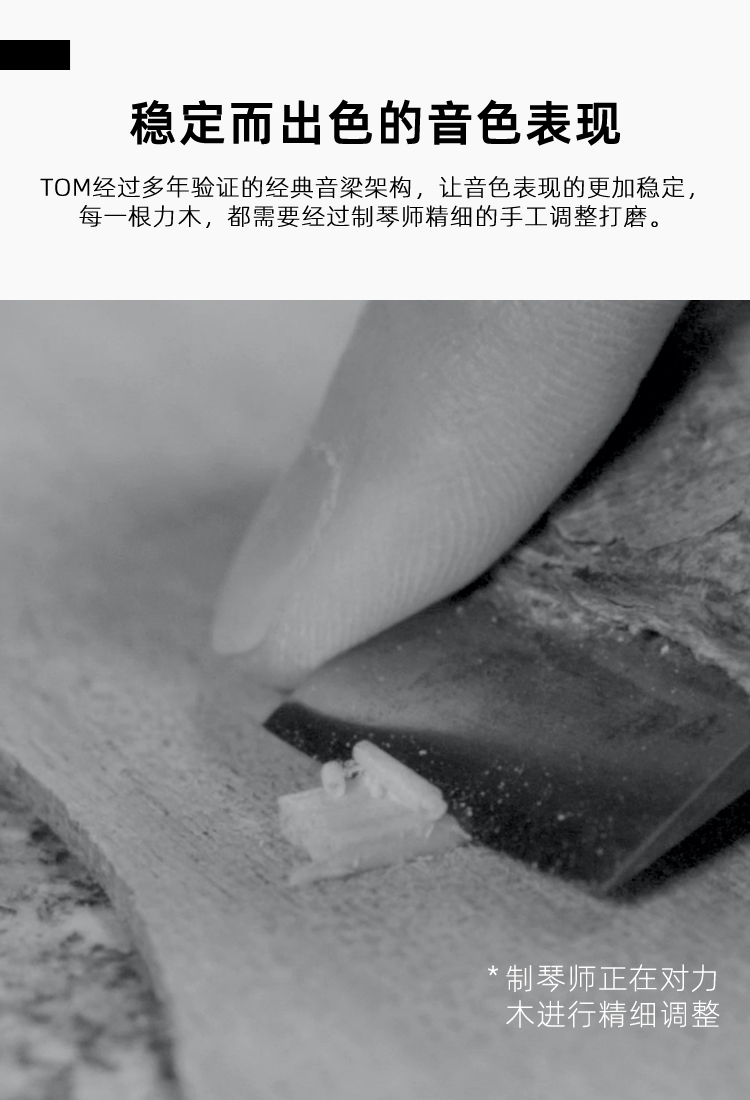 稳定而出色的音色表现
TOM经过多年验证的经典音梁架构，让音色表现的更加稳定，
每一根力木，都需要经过制琴师精细的手工调整打磨。
*制琴师正在对力
木进行精细调整